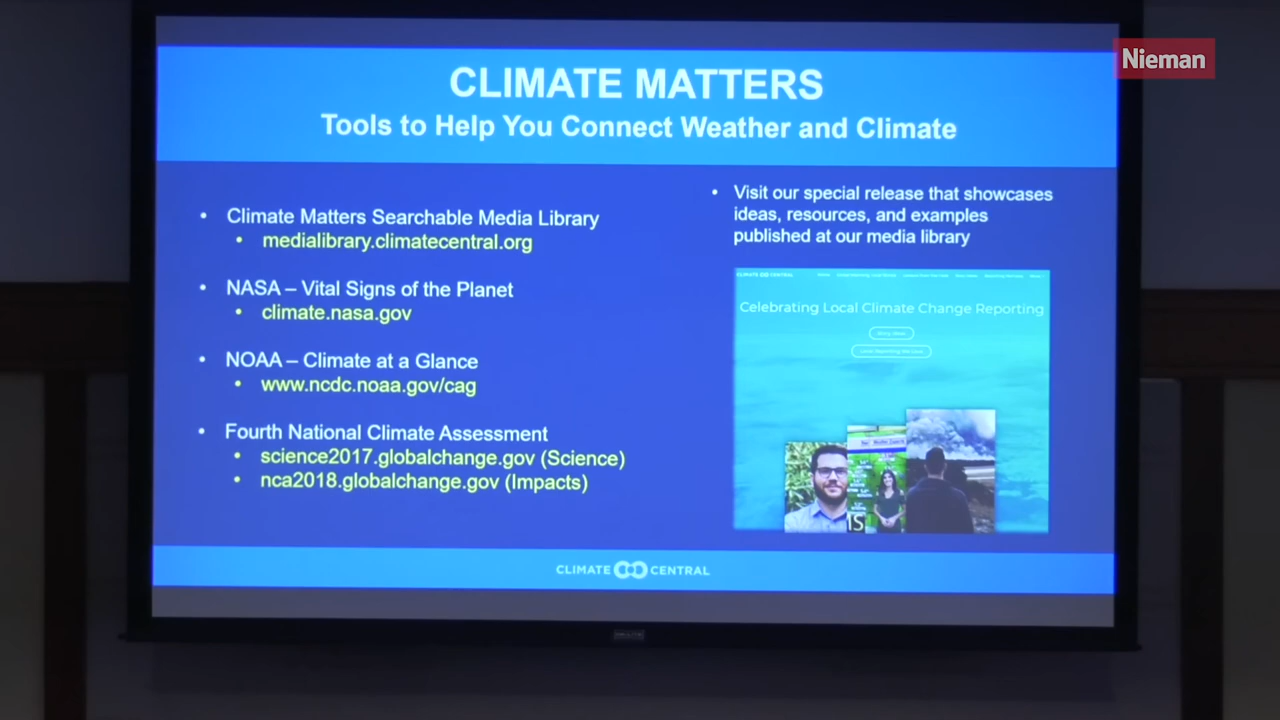 Nieman
CLIMATE MATTERS
Tools to Help You Connect Weather and Climate
• Climate Matters Searchable Media Library
• medialibrary.climatecentral.org
• NASA – Vital Signs of the Planet
• climate.nasa.gov
• NOAA – Climate at a Glance
• www.ncdc.noaa.gov/cag
• Fourth National Climate Assessment
• science2017.globalchange.gov (Science)
• nca2018.globalchange.gov (Impacts)
• Visit our special release that showcases
ideas, resources, and examples
published at our media library
CLIMATE CENTRAL
Celebrating Local Climate Change Reporting
IS
CLIMATE CENTRAL